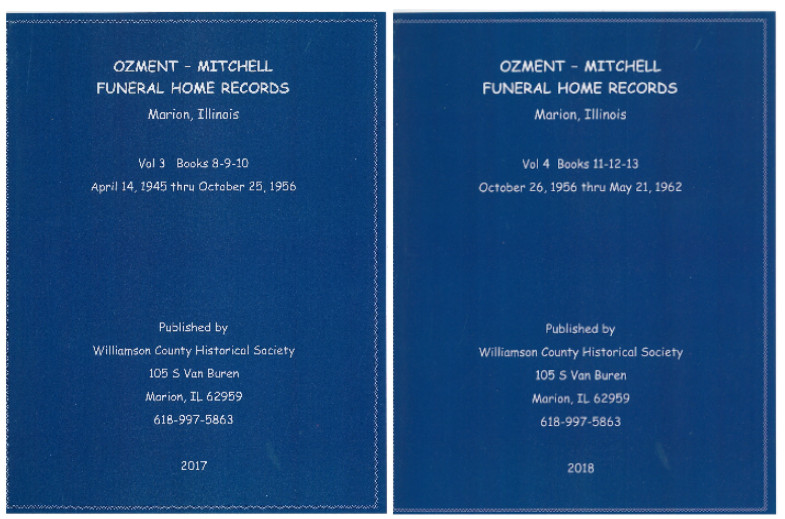 OZMENT - MITCHELL
FUNERAL HOME RECORDS
Marion, Illinois
Vol 3 Books 8-9-10
April 14, 1945 thru October 25, 1956
Published by
Williamson County Historical Society
105 S Van Buren
Marion, IL 62959
618-997-5863
2017
OZMENT - MITCHELL
FUNERAL HOME RECORDS
Marion, Illinois
Vol 4 Books 11-12-13
October 26, 1956 thru May 21, 1962
Published by
Williamson County Historical Society
105 S Van Buren
Marion, IL 62959
618-997-5863
2018